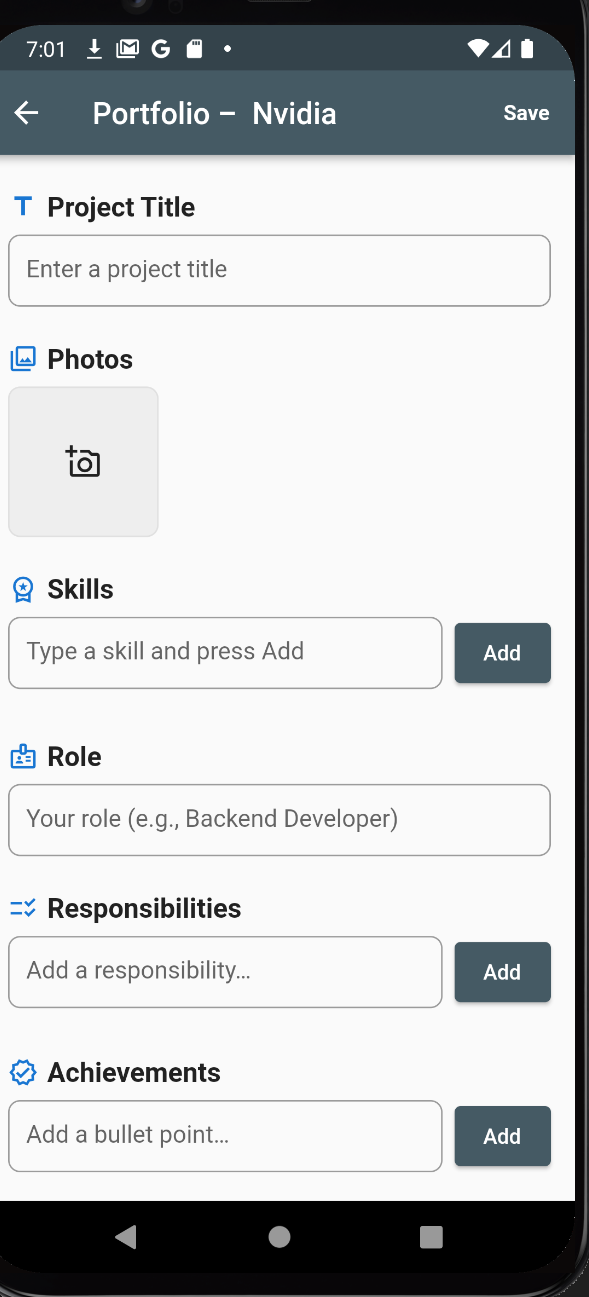 7:01
Portfolio – Nvidia
Save
Project Title
Enter a project title
Photos
Skills
Type a skill and press Add
Add
Role
Your role (e.g., Backend Developer)
Responsibilities
Add a responsibility…
Add
Achievements
Add a bullet point…
Add